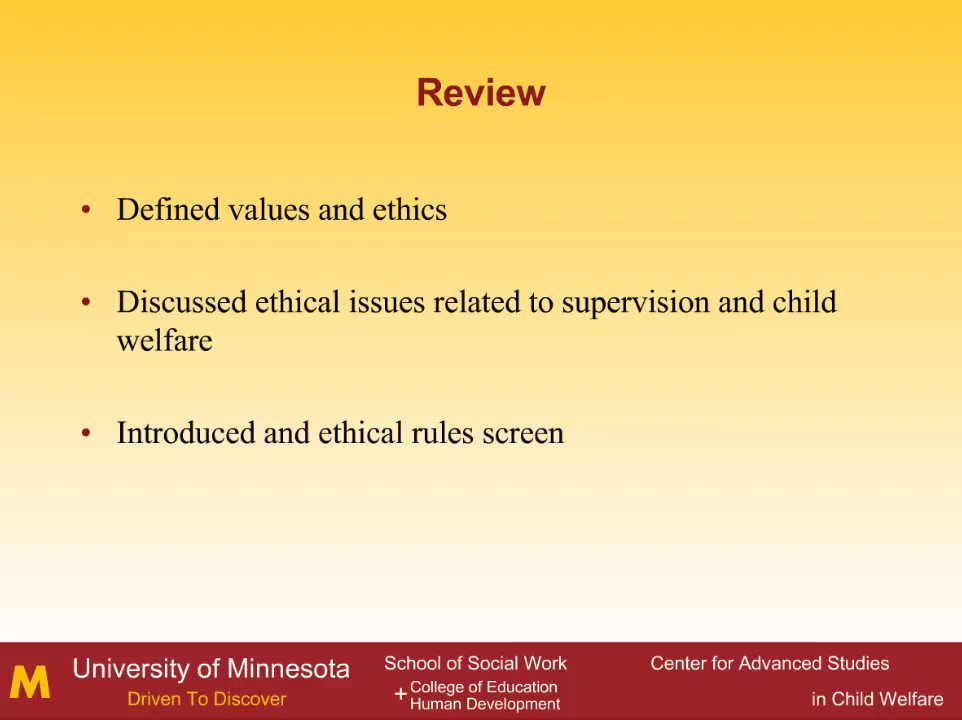 Review
• Defined values and ethics
• Discussed ethical issues related to supervision and child
welfare
• Introduced and ethical rules screen
M
University of Minnesota
Driven To Discover
School of Social Work
+ College of Education
Human Development
Center for Advanced Studies
in Child Welfare